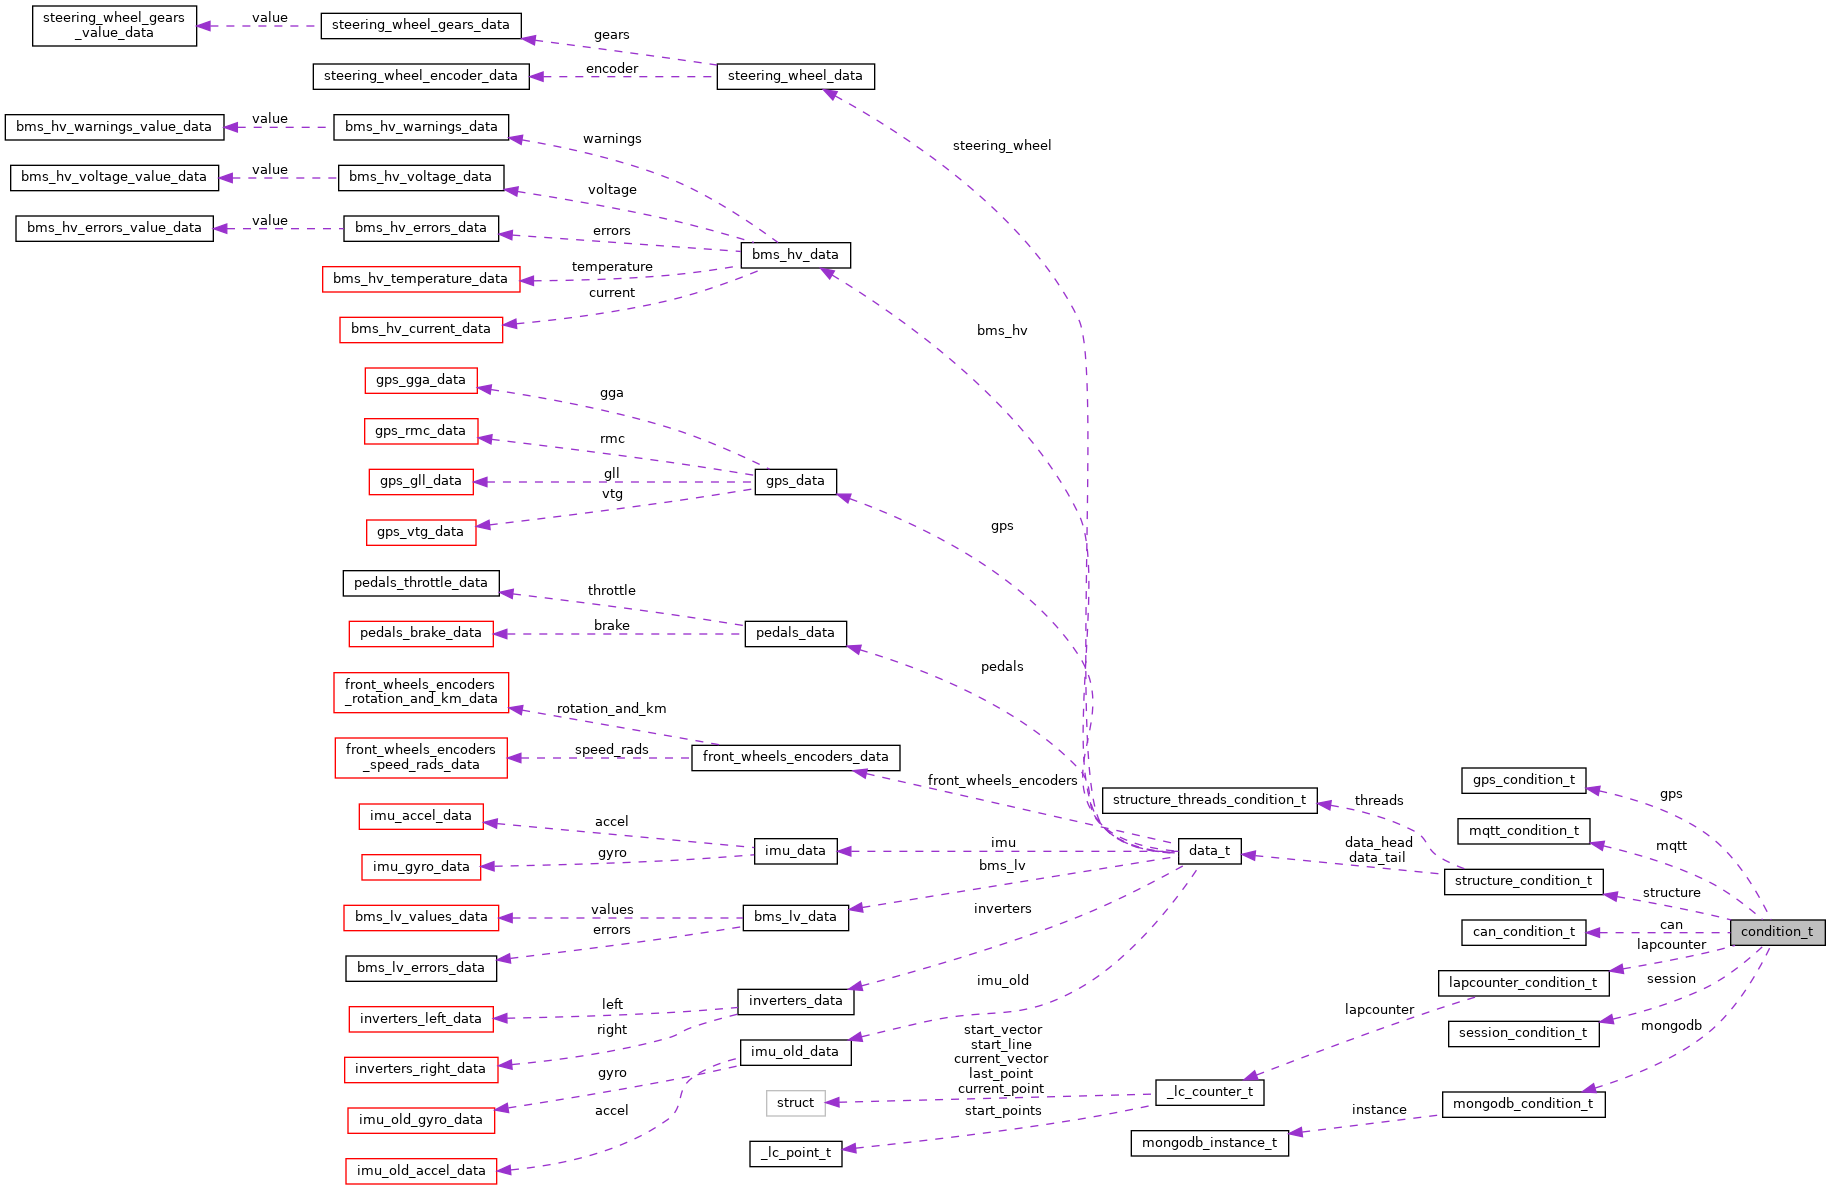 steering_wheel_gears
_value_data
value
steering_wheel_gears_data
gears
steering_wheel_encoder_data
encoder
steering_wheel_data
bms_hv_warnings_value_data
value
bms_hv_warnings_data
warnings
steering_wheel
bms_hv_voltage_value_data
value
bms_hv_voltage_data
voltage
bms_hv_errors_value_data
value
bms_hv_errors_data
errors
bms_hv_data
bms_hv_temperature_data
temperature
bms_hv_current_data
current
bms_hv
gps_gga_data
gga
gps_rmc_data
rmc
gps_gll_data
gll
gps_data
gps_vtg_data
vtg
gps
pedals_throttle_data
throttle
pedals_brake_data
brake
pedals_data
pedals
front_wheels_encoders
_rotation_and_km_data
rotation_and_km
front_wheels_encoders
_speed_rads_data
speed_rads
front_wheels_encoders_data
front_wheels_encoders
structure_threads_condition_t
threads
gps_condition_t
gps
imu_accel_data
accel
imu_gyro_data
gyro
imu_data
imu
data_t
data_head
data_tail
mqtt_condition_t
mqtt
bms_lv
structure_condition_t
structure
bms_lv_values_data
values
bms_lv_data
inverters
errors
bms_lv_errors_data
can_condition_t
can
condition_t
lapcounter
lapcounter_condition_t
session
imu_old
inverters_left_data
left
inverters_data
right
inverters_right_data
lapcounter
session_condition_t
mongodb
imu_old_data
start_vector
start_line
current_vector
last_point
current_point
gyro
imu_old_gyro_data
accel
imu_old_accel_data
struct
start_points
_lc_counter_t
_lc_point_t
mongodb_condition_t
instance
mongodb_instance_t